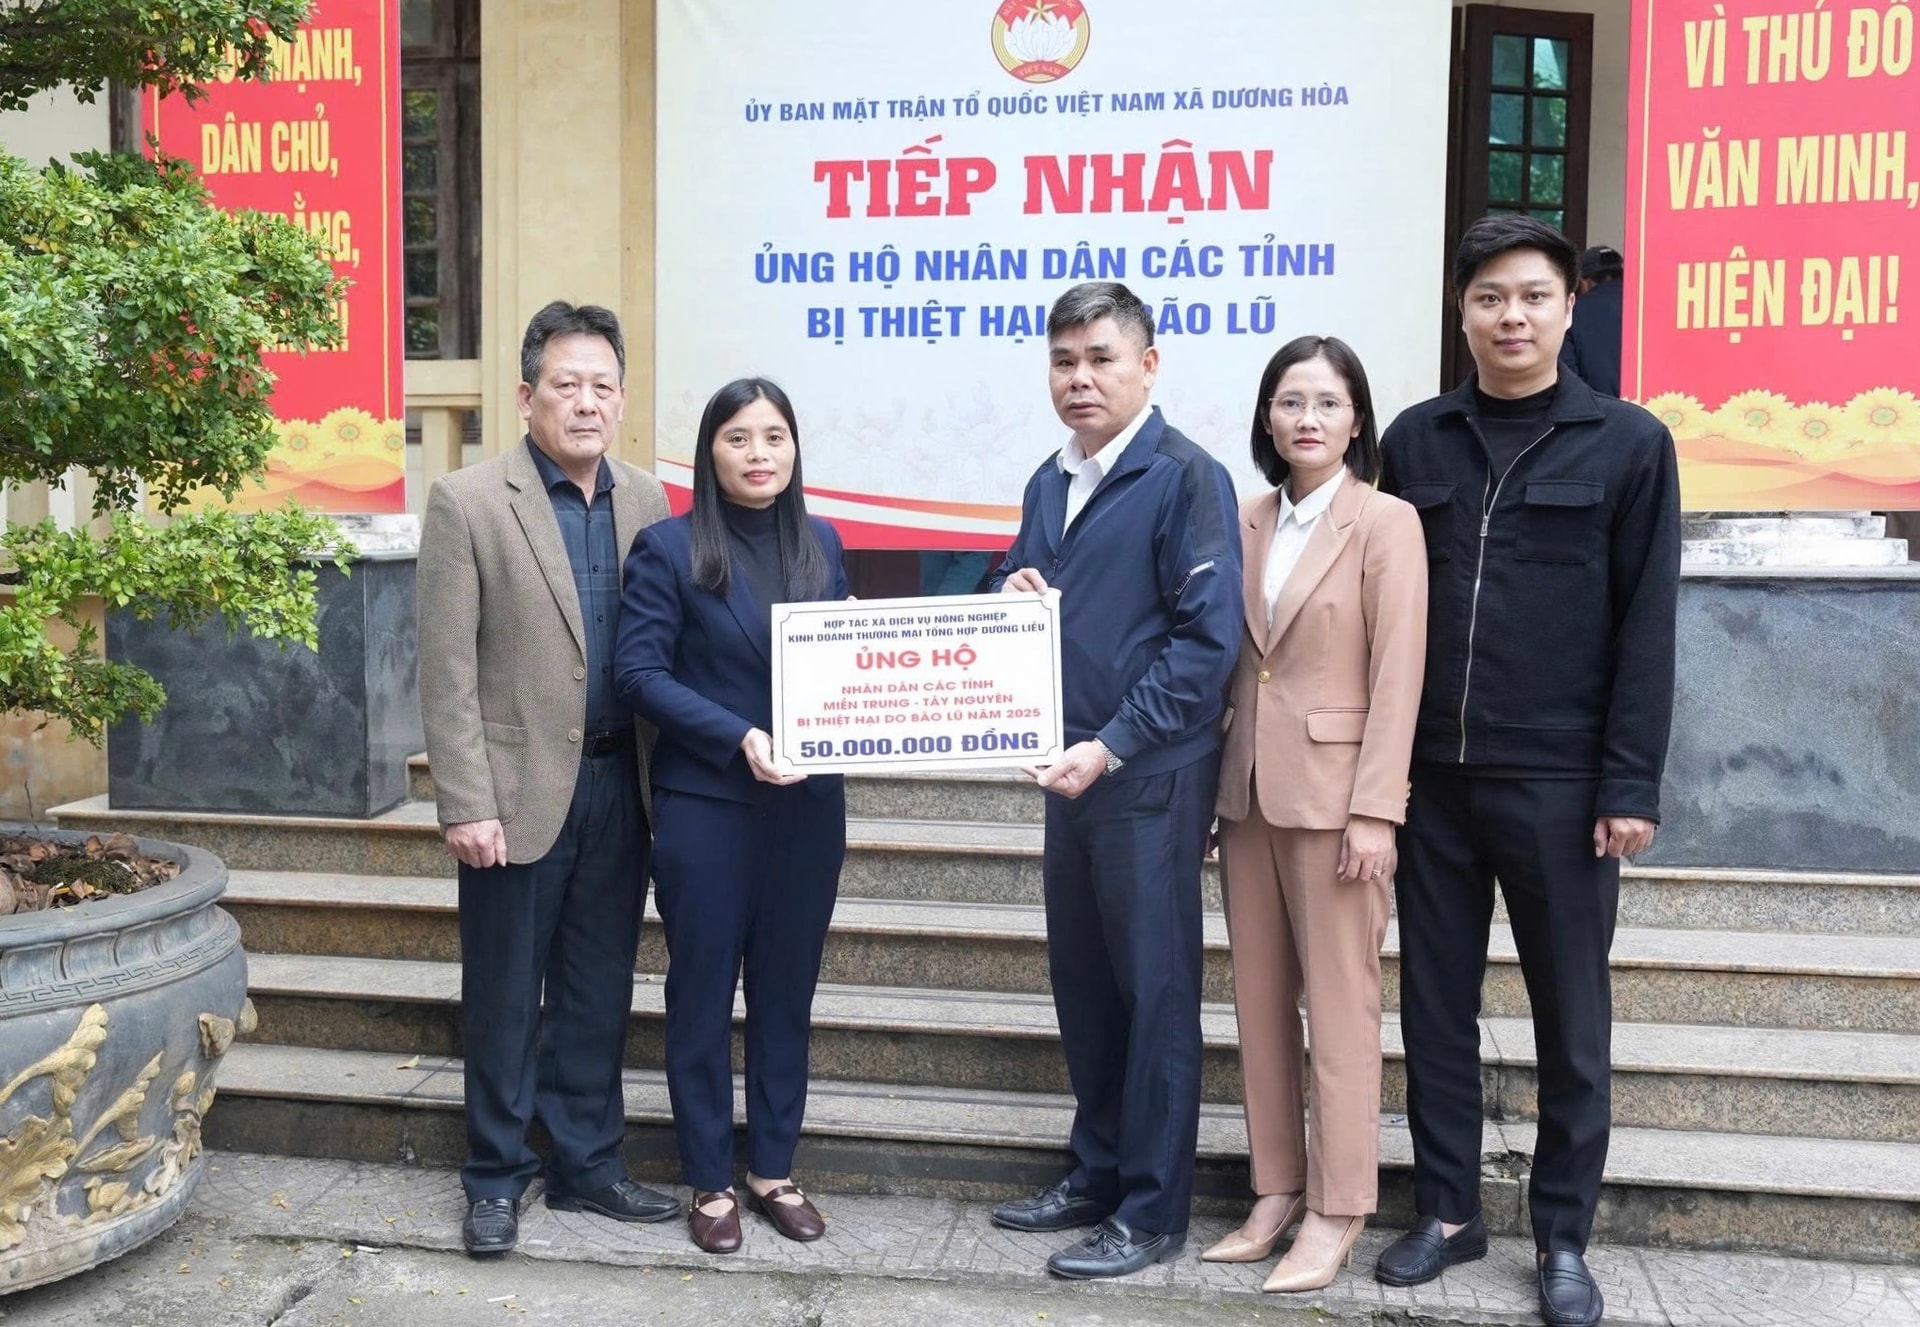 MẠNH,
DÂN CHỦ,
VIỆT NAM
ỦY BAN MẶT TRẬN TỔ QUỐC VIỆT NAM XÃ DƯƠNG HÒA
TIẾP NHẬN
ỦNG HỘ NHÂN DÂN CÁC TỈNH
BỊ THIỆT HẠI BÃO LŨ
VÌ THỦ ĐÔ
VĂN MINH,
HIỆN ĐẠI!
HỢP TÁC XÃ DỊCH VỤ NÔNG NGHIỆP
KINH DOANH THƯƠNG MẠI TỔNG HỢP DƯƠNG LIỄU
ỦNG HỘ
NHÂN DÂN CÁC TỈNH
MIỀN TRUNG - TÂY NGUYÊN
BỊ THIỆT HẠI DO BÃO LŨ NĂM 2025
50.000.000 ĐỒNG